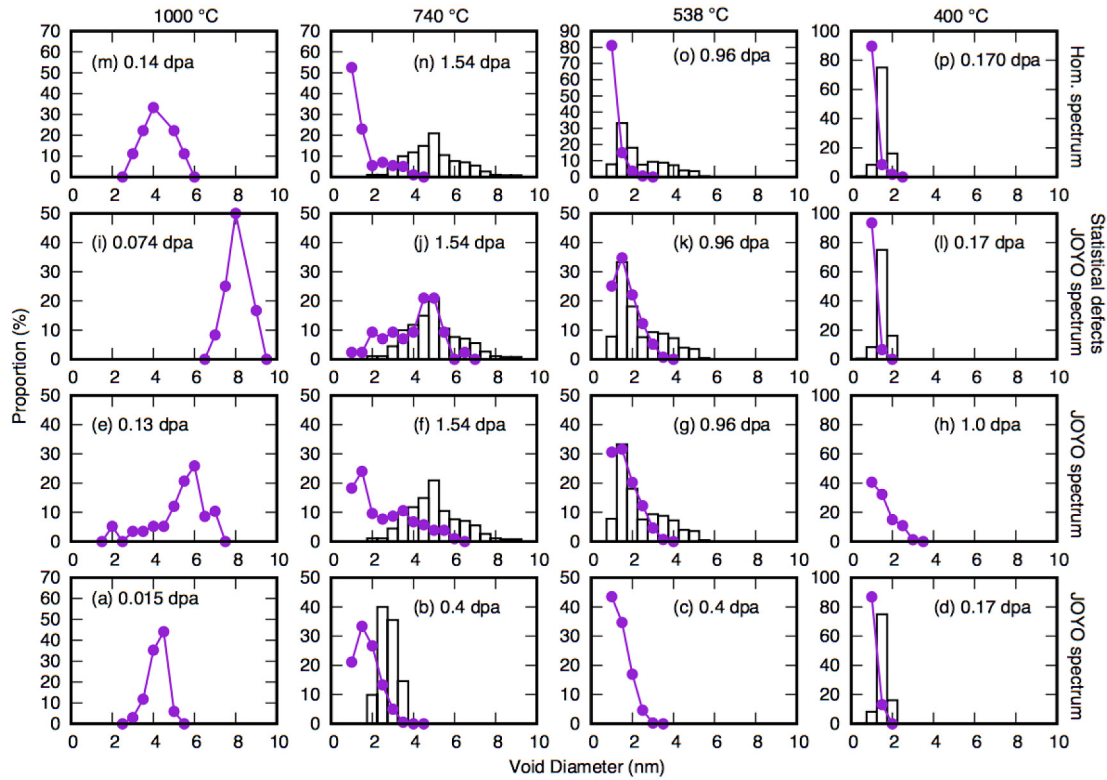 1000 °C 740 °C 538 °C 400 °C
70 60 50 40 30 20 10 0
(m) 0.14 dpa
0 2 4 6 8 10
70 60 50 40 30 20 10 0
(n) 1.54 dpa
0 2 4 6 8 10
90 80 70 60 50 40 30 20 10 0
(o) 0.96 dpa
0 2 4 6 8 10
100 80 60 40 20 0
(p) 0.170 dpa
0 2 4 6 8 10
Hom. spectrum
50 40 30 20 10 0
(i) 0.074 dpa
0 2 4 6 8 10
50 40 30 20 10 0
(j) 1.54 dpa
0 2 4 6 8 10
50 40 30 20 10 0
(k) 0.96 dpa
0 2 4 6 8 10
100 80 60 40 20 0
(l) 0.17 dpa
0 2 4 6 8 10
Statistical defects
JOYO spectrum
Proportion (%)
50 40 30 20 10 0
(e) 0.13 dpa
0 2 4 6 8 10
50 40 30 20 10 0
(f) 1.54 dpa
0 2 4 6 8 10
50 40 30 20 10 0
(g) 0.96 dpa
0 2 4 6 8 10
100 80 60 40 20 0
(h) 1.0 dpa
0 2 4 6 8 10
JOYO spectrum
70 60 50 40 30 20 10 0
(a) 0.015 dpa
0 2 4 6 8 10
50 40 30 20 10 0
(b) 0.4 dpa
0 2 4 6 8 10
50 40 30 20 10 0
(c) 0.4 dpa
0 2 4 6 8 10
100 80 60 40 20 0
(d) 0.17 dpa
0 2 4 6 8 10
JOYO spectrum
Void Diameter (nm)